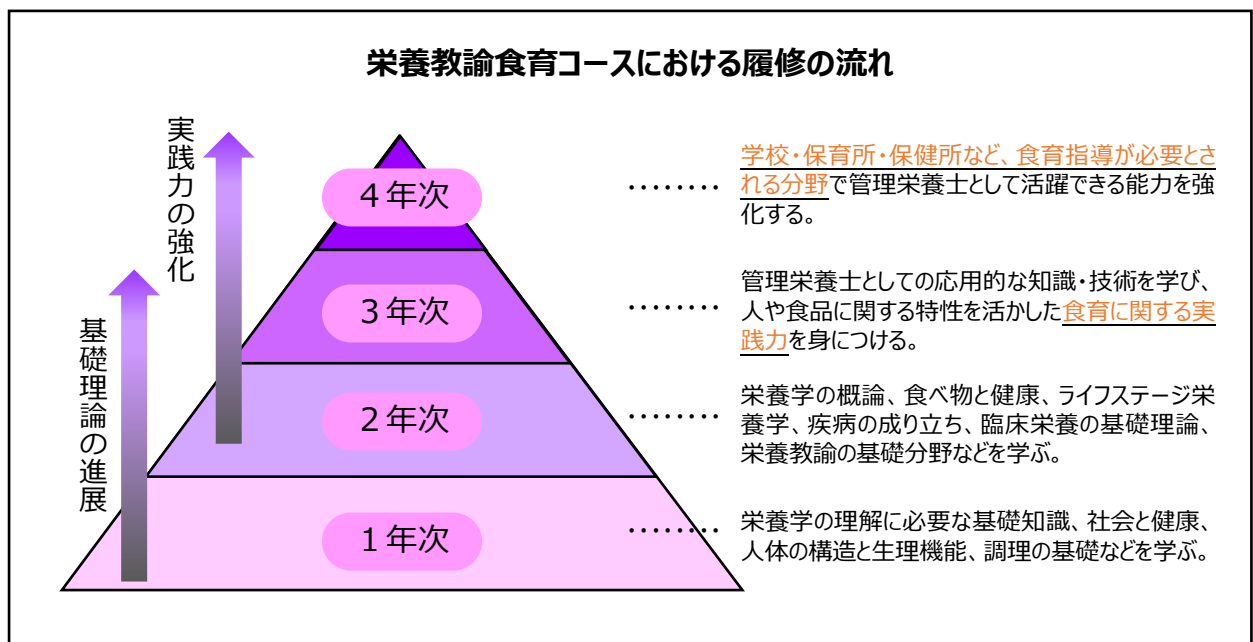 栄養教諭食育コースにおける履修の流れ
実践力の強化
基礎理論の進展
4年次
‥‥‥‥ 学校・保育所・保健所など、食育指導が必要とさ
れる分野で管理栄養士として活躍できる能力を強
化する。
3年次
‥‥‥‥ 管理栄養士としての応用的な知識・技術を学び、
人や食品に関する特性を活かした食育に関する実
践力を身につける。
2年次
‥‥‥‥ 栄養学の概論、食べ物と健康、ライフステージ栄
養学、疾病の成り立ち、臨床栄養の基礎理論、
栄養教諭の基礎分野などを学ぶ。
1年次
‥‥‥‥ 栄養学の理解に必要な基礎知識、社会と健康、
人体の構造と生理機能、調理の基礎などを学ぶ。